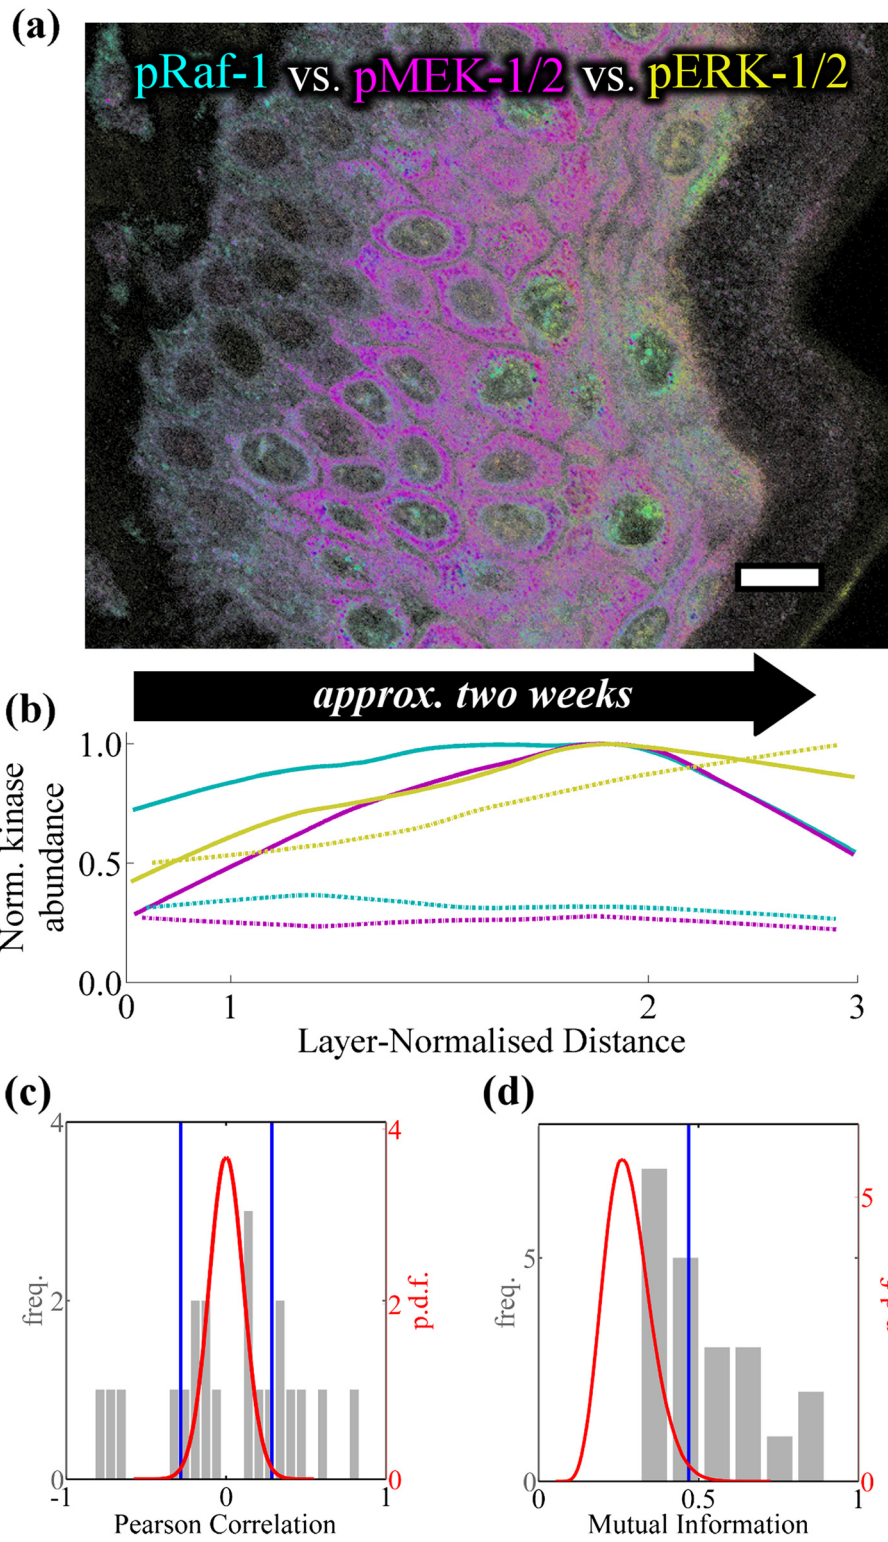 (a)
pRaf-1 vs. pMEK-1/2 vs. pERK-1/2
approx. two weeks
(b)
Norm. kinase
abundance
1.0
0.5
0.0
0 1 2 3
Layer-Normalised Distance
(c)
4
2
0
freq.
4
2
0
p.d.f.
-1 0 1
Pearson Correlation
(d)
5
0
freq.
5
0
p.d.f.
0 0.5 1
Mutual Information